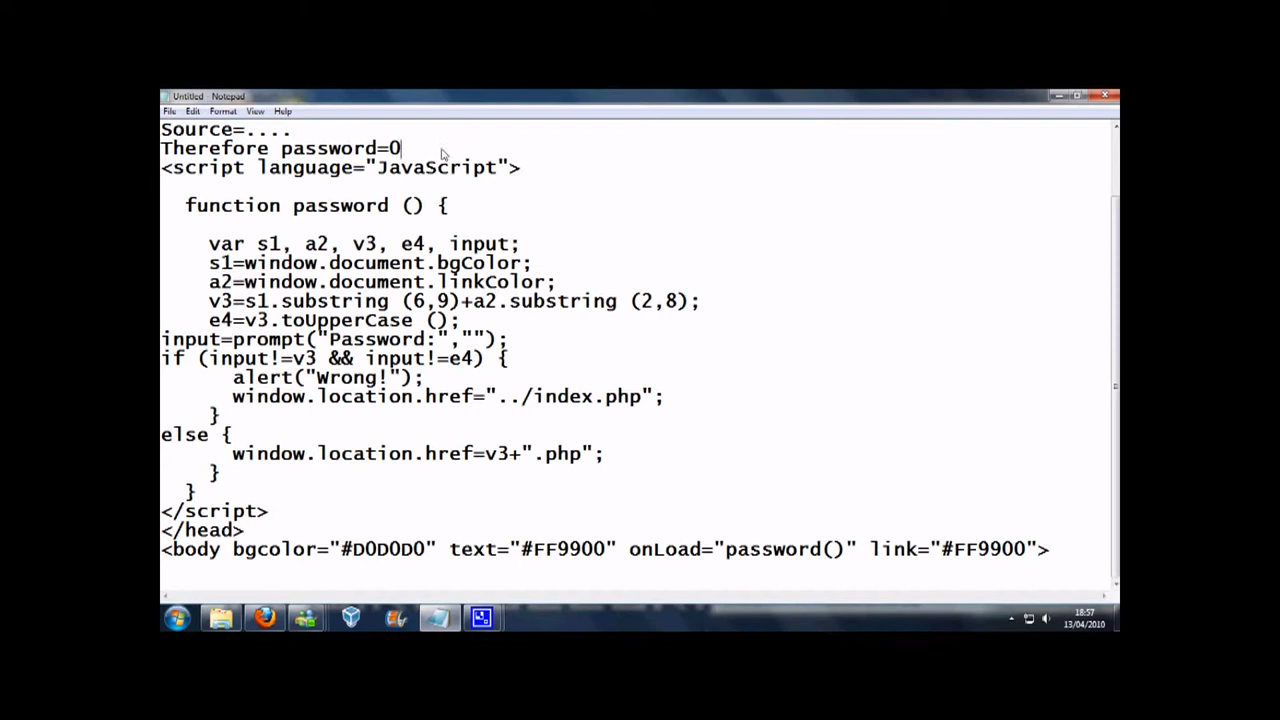 Untitled - Notepad
File Edit Format View Help
Source=....
Therefore password=0
<script language="JavaScript">
function password () {
var s1, a2, v3, e4, input;
s1=window.document.bgColor;
a2=window.document.linkColor;
v3=s1.substring (6,9)+a2.substring (2,8);
e4=v3.toUpperCase ();
input=prompt("Password:","");
if (input!=v3 && input!=e4) {
alert("Wrong!");
window.location.href="../index.php";
}
else {
window.location.href=v3+".php";
}
}
</script>
</head>
<body bgcolor="#D0D0D0" text="#FF9900" onLoad="password()" link="#FF9900">
18:57
13/04/2010